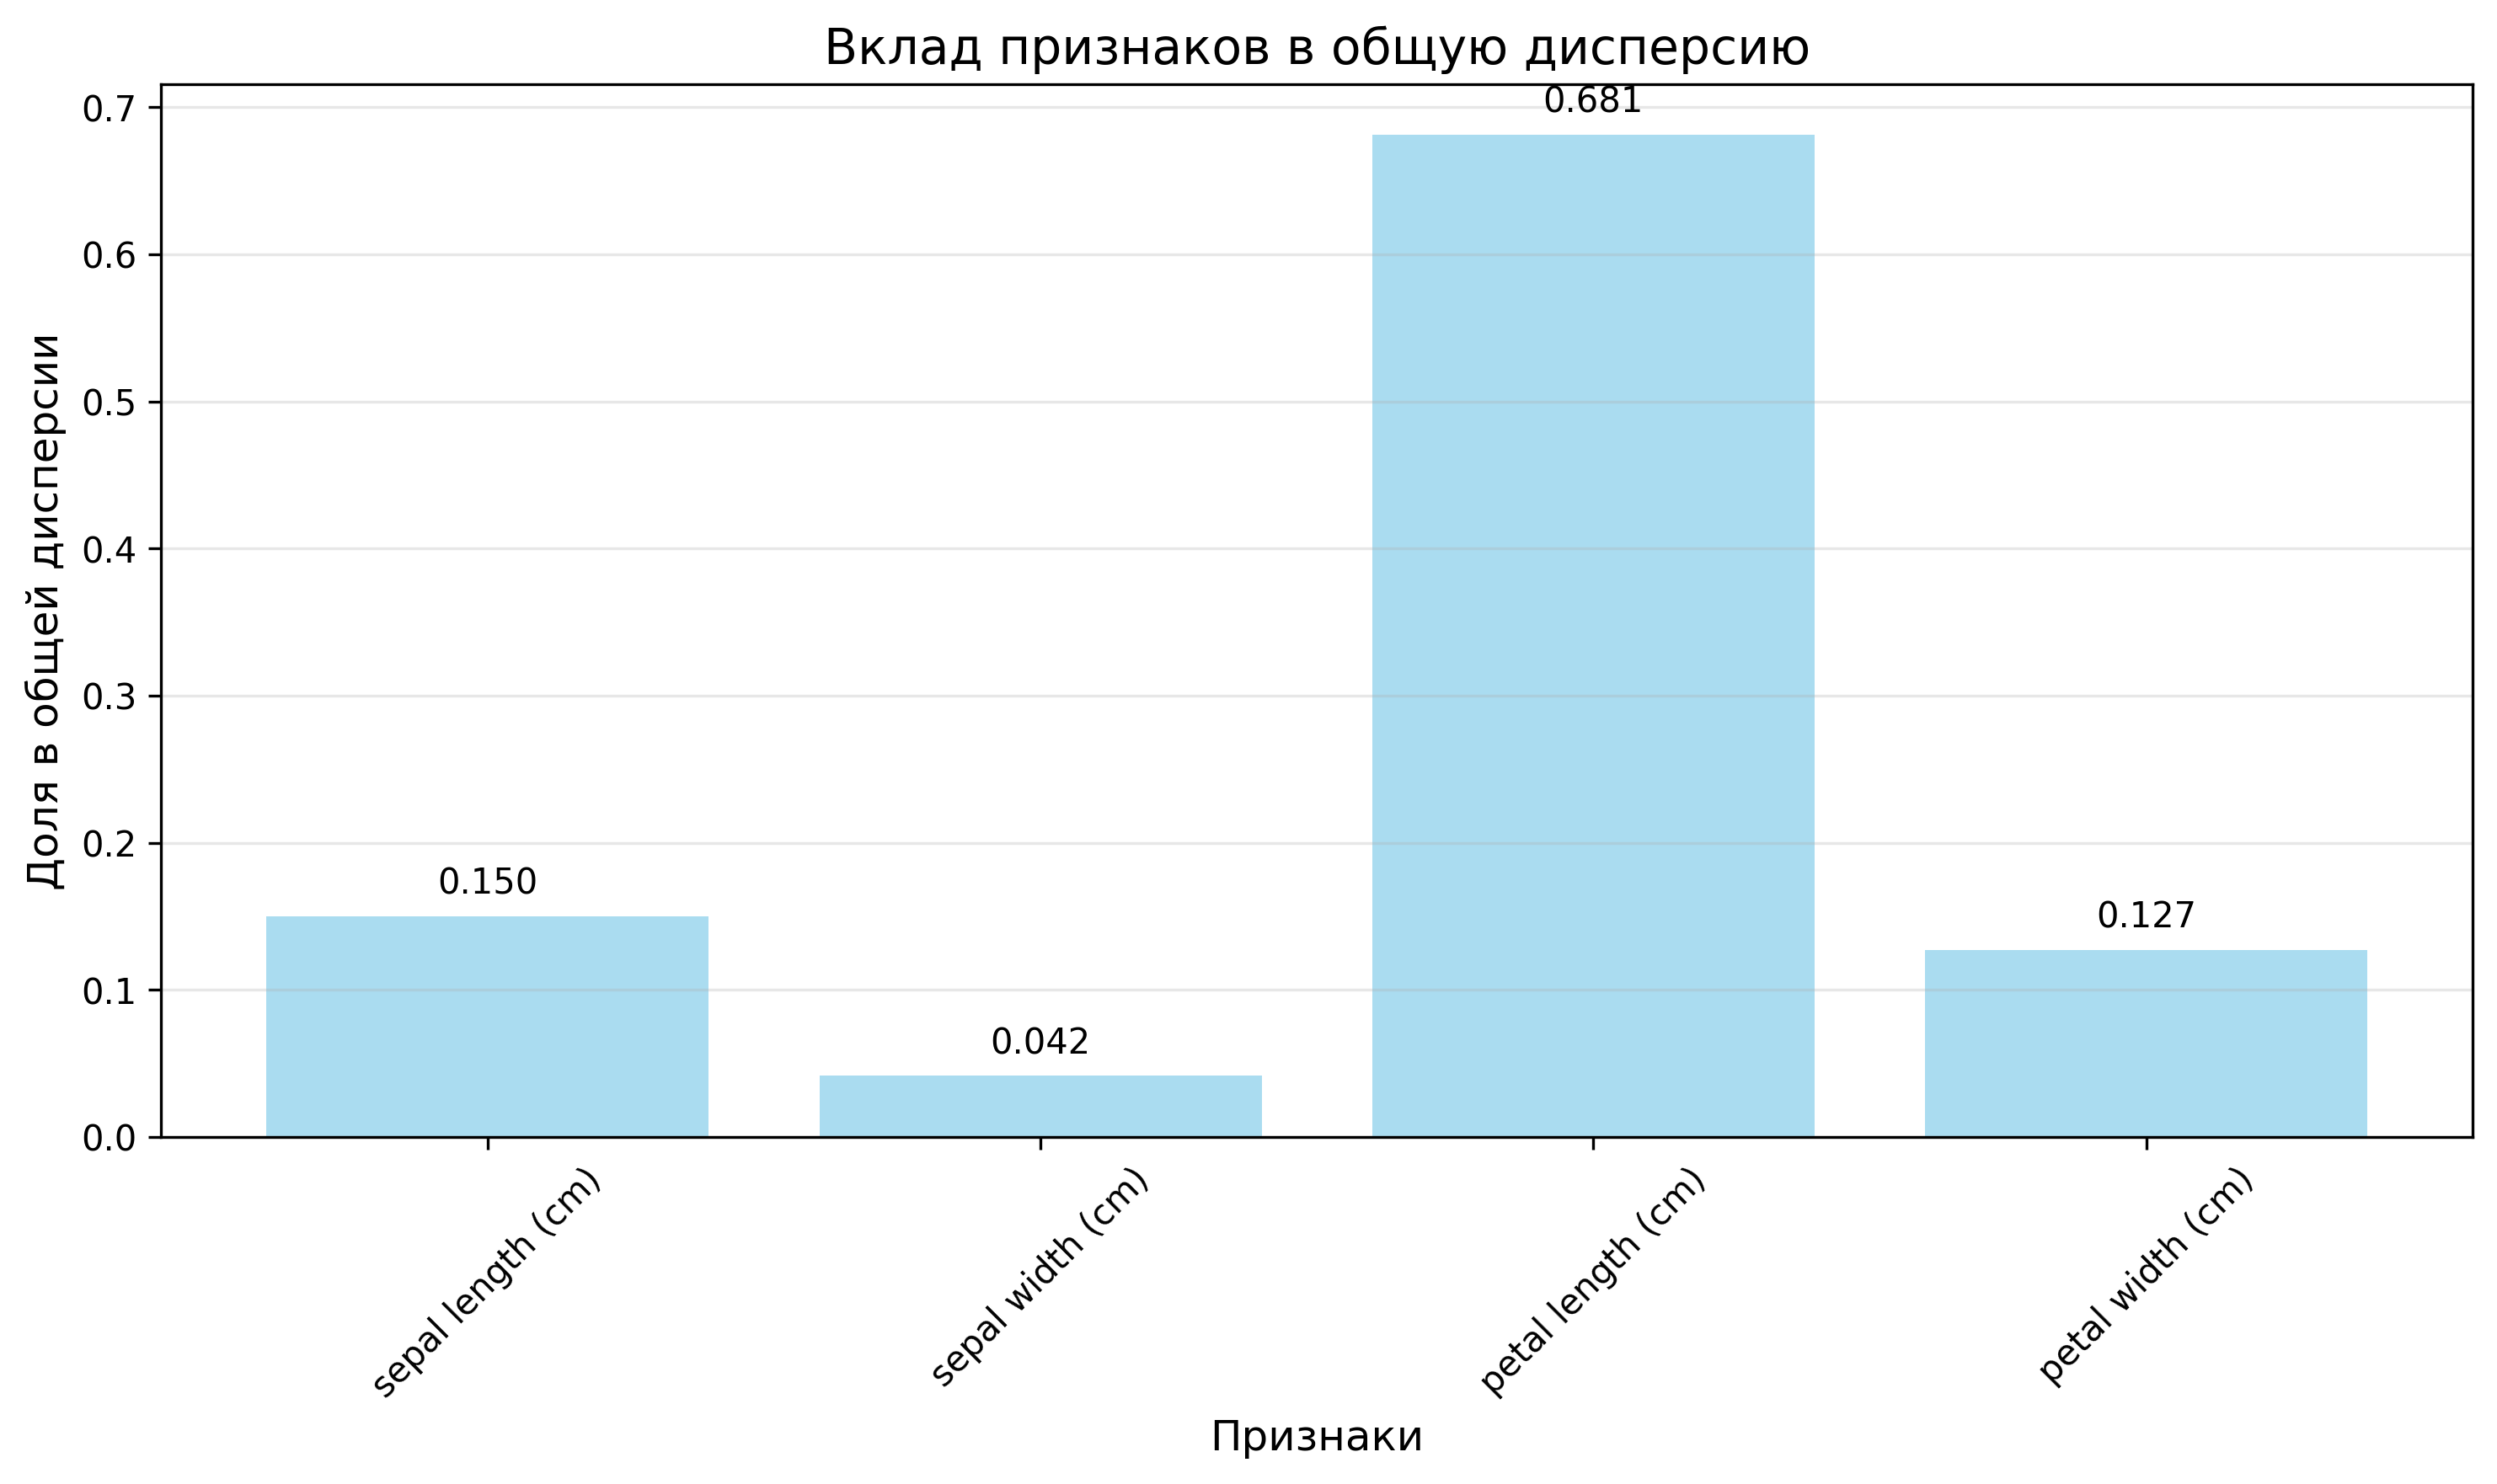 Вклад признаков в общую дисперсию
Доля в общей дисперсии
0.7
0.6
0.5
0.4
0.3
0.2
0.1
0.0
0.150
0.042
0.681
0.127
sepal length (cm)
sepal width (cm)
petal length (cm)
petal width (cm)
Признаки